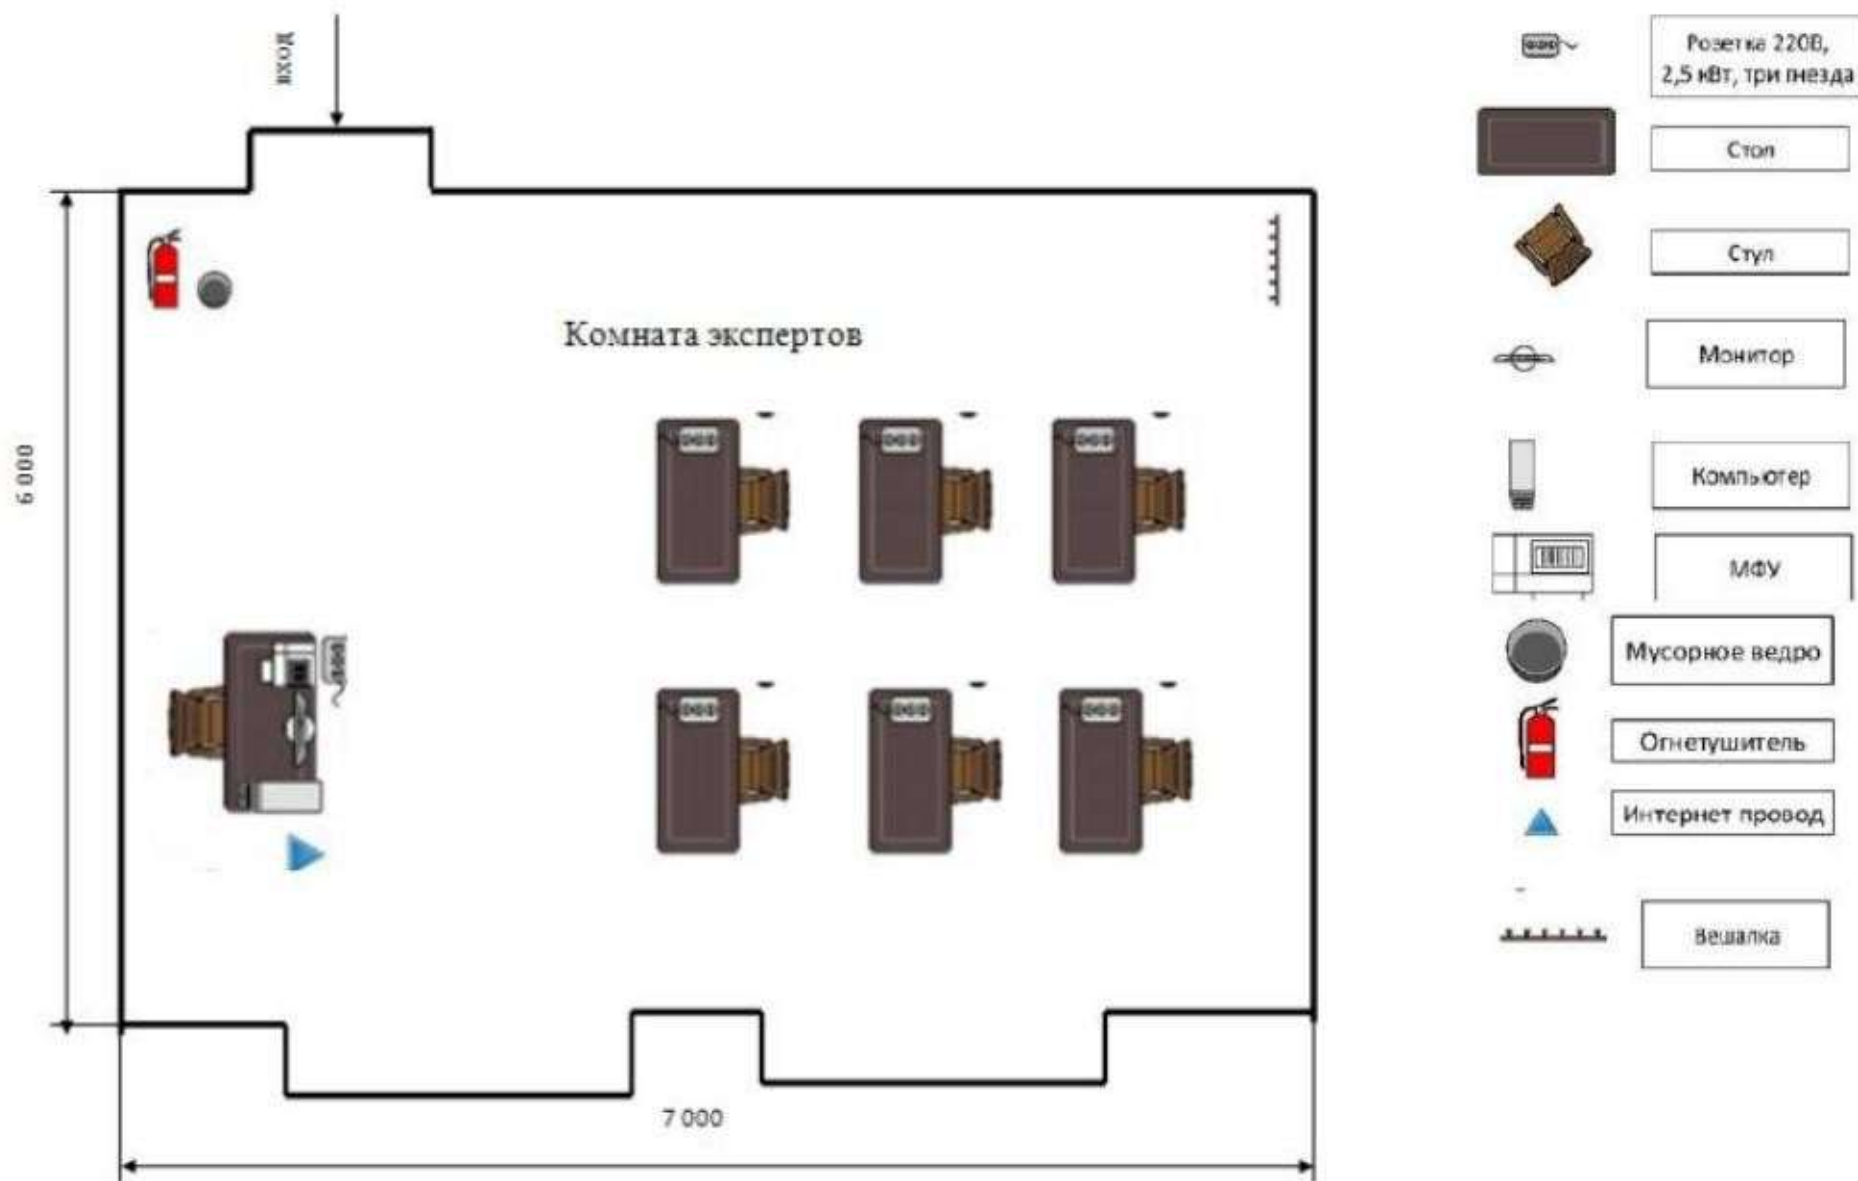 вход
Комната экспертов
6 000
7 000
Розетка 220В,
2,5 кВт, три гнезда
Стол
Стул
Монитор
Компьютер
МФУ
Мусорное ведро
Огнетушитель
Интернет провод
Вешалка